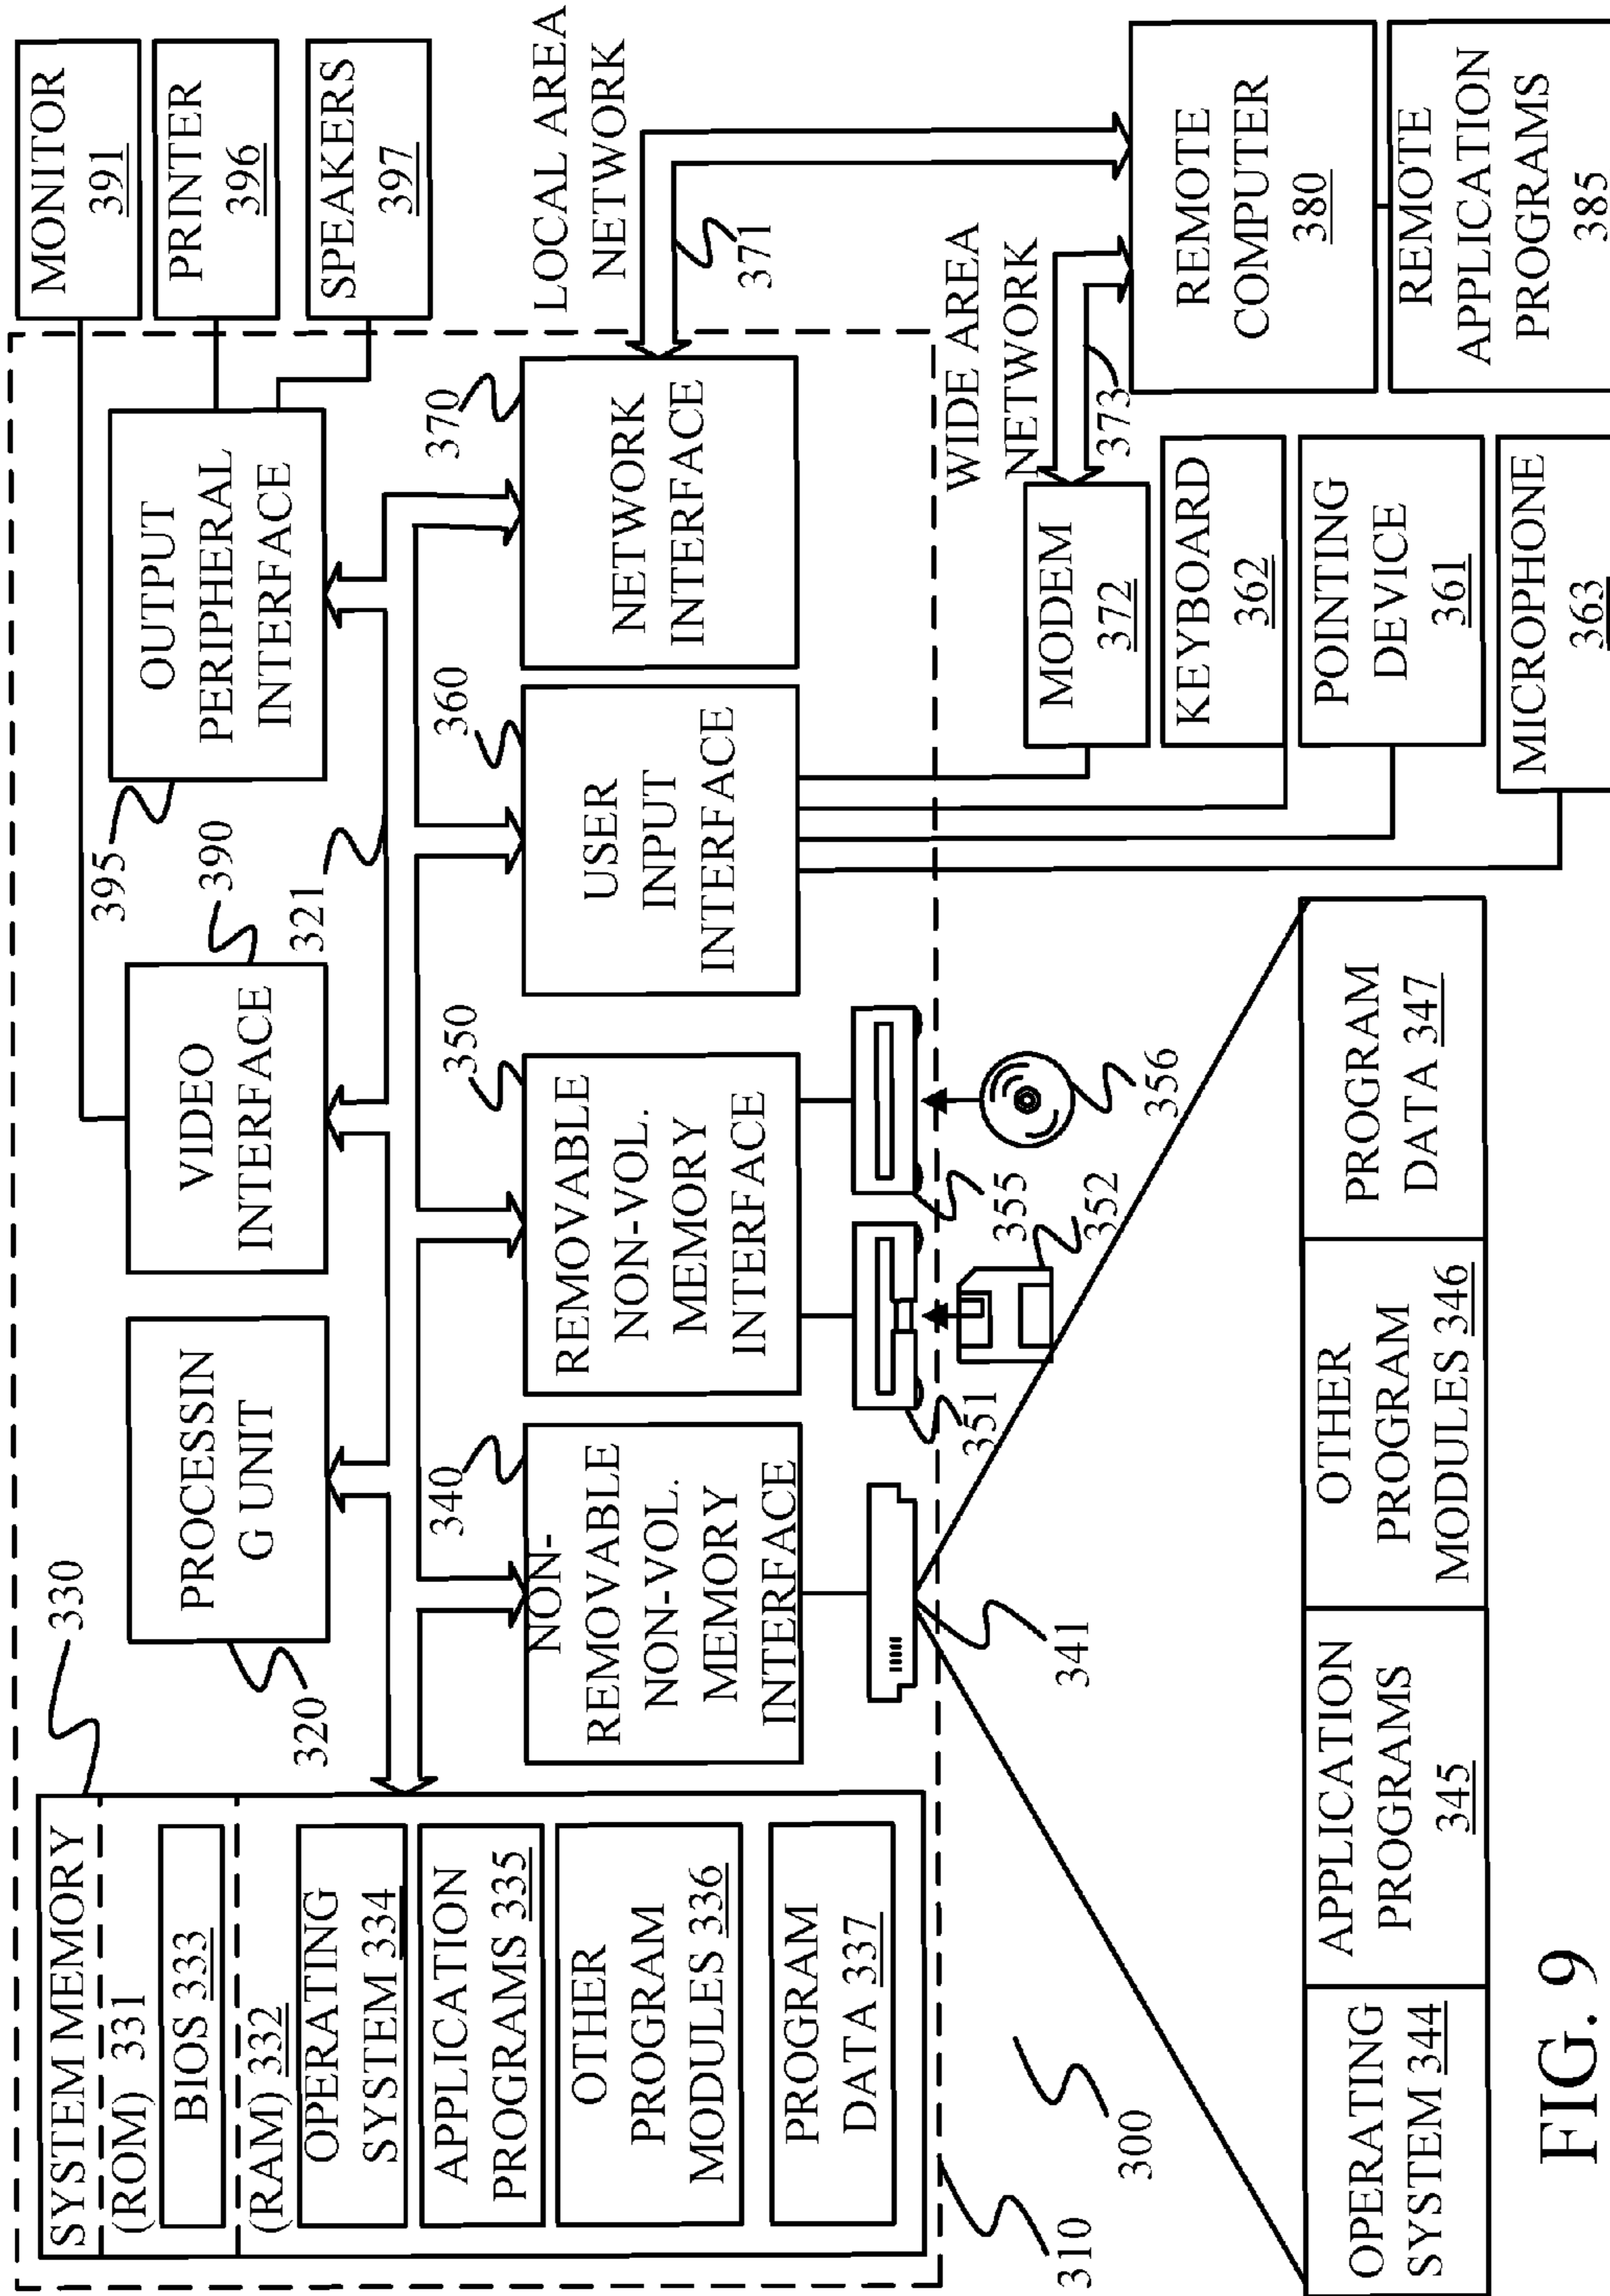 SYSTEM MEMORY
(ROM) 331
BIOS 333
(RAM) 332
OPERATING
SYSTEM 334
APPLICATION
PROGRAMS 335
OTHER
PROGRAM
MODULES 336
PROGRAM
DATA 337
330
PROCESSIN
G UNIT
320
VIDEO
INTERFACE
390
321
OUTPUT
PERIPHERAL
INTERFACE
395
MONITOR
391
PRINTER
396
SPEAKERS
397
NON-
REMOVABLE
NON-VOL.
MEMORY
INTERFACE
340
REMOVABLE
NON-VOL.
MEMORY
INTERFACE
350
USER
INPUT
INTERFACE
360
NETWORK
INTERFACE
370
LOCAL AREA
NETWORK
371
341
351
352
355
356
WIDE AREA
NETWORK
373
MODEM
372
KEYBOARD
362
POINTING
DEVICE
361
MICROPHONE
363
REMOTE
COMPUTER
380
REMOTE
APPLICATION
PROGRAMS
385
310
300
OPERATING
SYSTEM 344
APPLICATION
PROGRAMS
345
OTHER
PROGRAM
MODULES 346
PROGRAM
DATA 347
FIG. 9